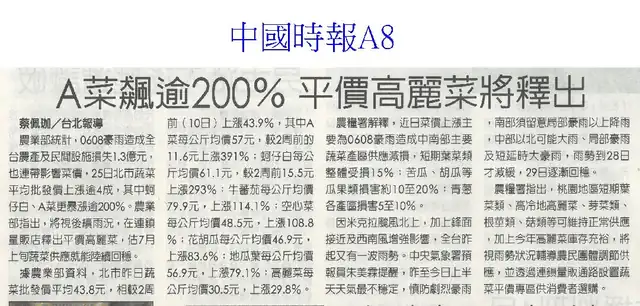 中國時報A8
A菜飆逾200% 平價高麗菜將釋出
蔡佩珈/台北報導
農業部統計,0608豪雨造成全
台農產及民間設施損失1.3億元,
也連帶影響菜價,25日北市蔬菜
平均批發價上漲逾4成,其中蚵
仔白、A菜更暴漲逾200%。農業
部指出,將視後續雨況,在連鎖
量販店釋出平價高麗菜,估7月
上旬蔬菜供應就能陸續回穩。
據農業部資料,北市昨日蔬
菜批發價平均43.8元,相較2周
前(10日)上漲43.9%,其中A
菜每公斤均價57元,較2周前的
11.6元上漲391%;蚵仔白每公
斤均價61.1元,較2周前15.5元
上漲293%;牛蕃茄每公斤均價
79.9元,上漲114.1%;空心菜
每公斤均價48.5元,上漲108.8
%;花胡瓜每公斤均價46.9元,
上漲83.6%;地瓜葉每公斤均價
56.9元,上漲79.1%;高麗菜每
公斤均價30.5元,上漲29.8%。
農糧署解釋,近日菜價上漲主
要為0608豪雨造成中南部主要
蔬菜產區供應減損,短期葉菜類
整體受損15%;苦瓜、胡瓜等
瓜果類損害約10至20%;青蔥
各產區損害5至10%。
因米克拉颱風北上,加上鋒面
接近及西南風增強影響,全台昨
起又有一波雨勢。中央氣象署預
報員朱美霖提醒,昨至今日上半
天天氣最不穩定,慎防劇烈豪雨
,南部須留意局部豪雨以上降雨
,中部以北可能大雨、局部豪雨
及短延時大豪雨,雨勢到28日
才減緩,29日逐漸回穩。
農糧署指出,桃園地區短期葉
菜類、高冷地高麗菜、芽菜類、
根莖類、菇類等可維持正常供應
,加上今年高麗菜庫存充裕,將
視雨勢狀況輔導農民團體調節供
應,並透過連鎖量販通路設置蔬
菜平價專區供消費者選購。